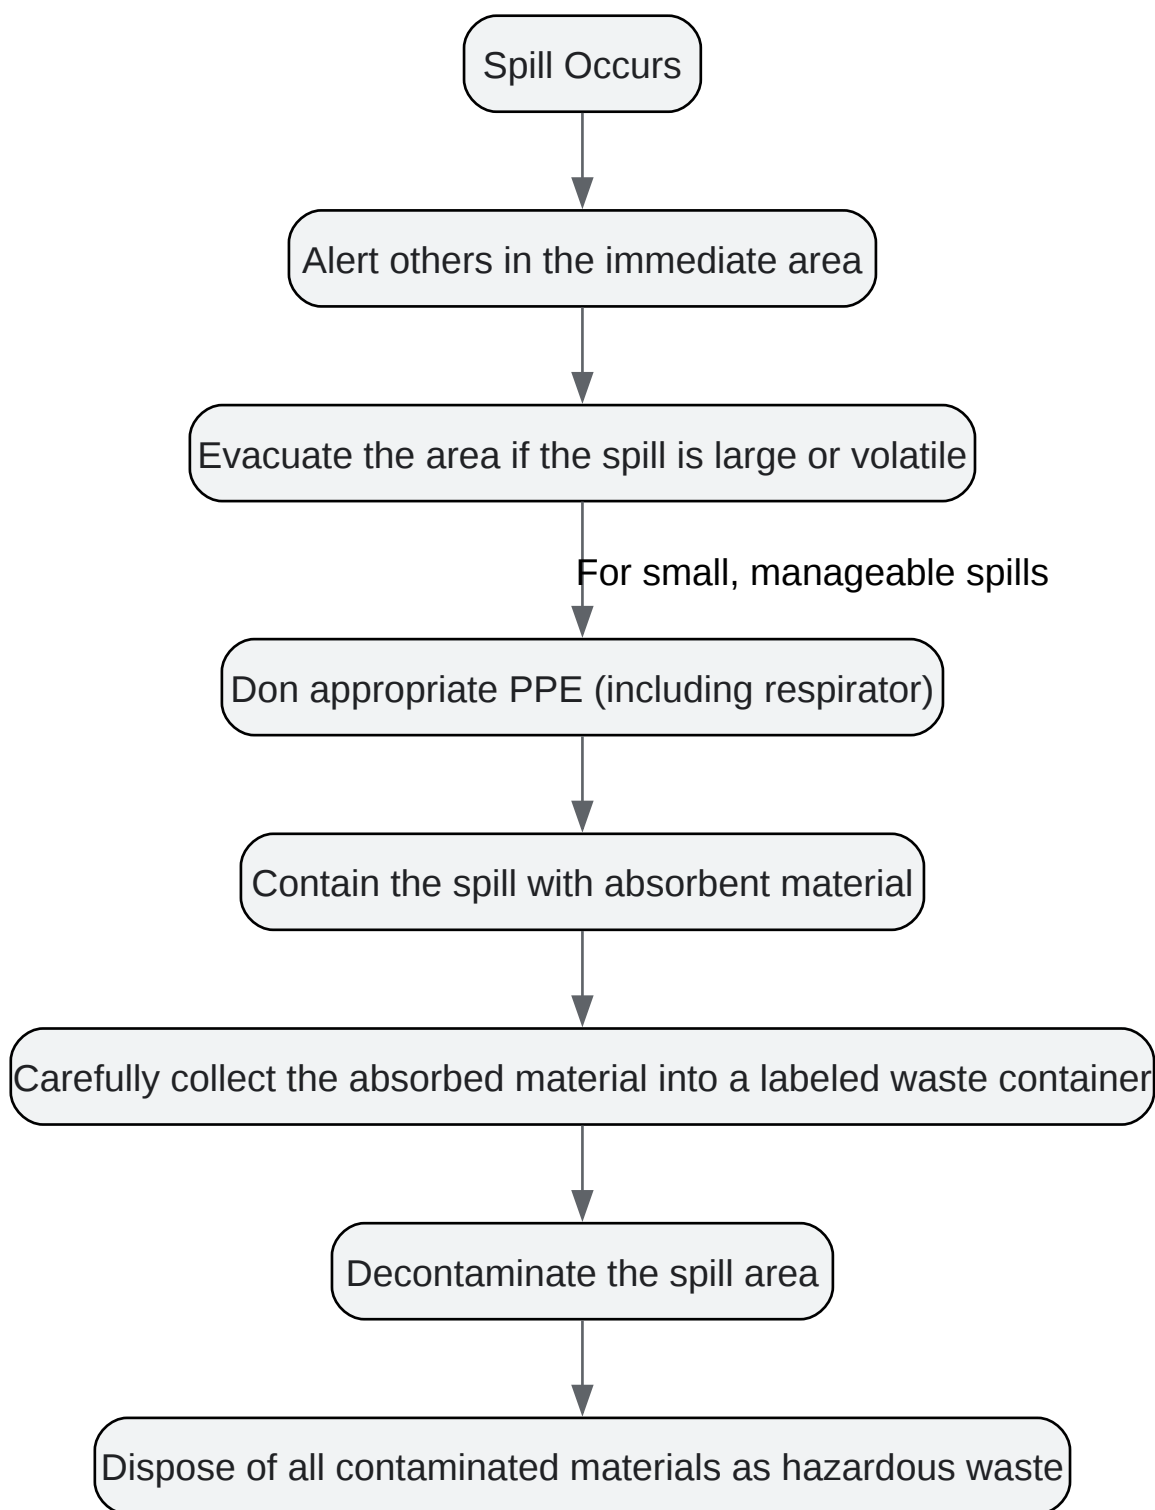 Spill Occurs
Alert others in the immediate area
Evacuate the area if the spill is large or volatile
For small, manageable spills
Don appropriate PPE (including respirator)
Contain the spill with absorbent material
Carefully collect the absorbed material into a labeled waste container
Decontaminate the spill area
Dispose of all contaminated materials as hazardous waste